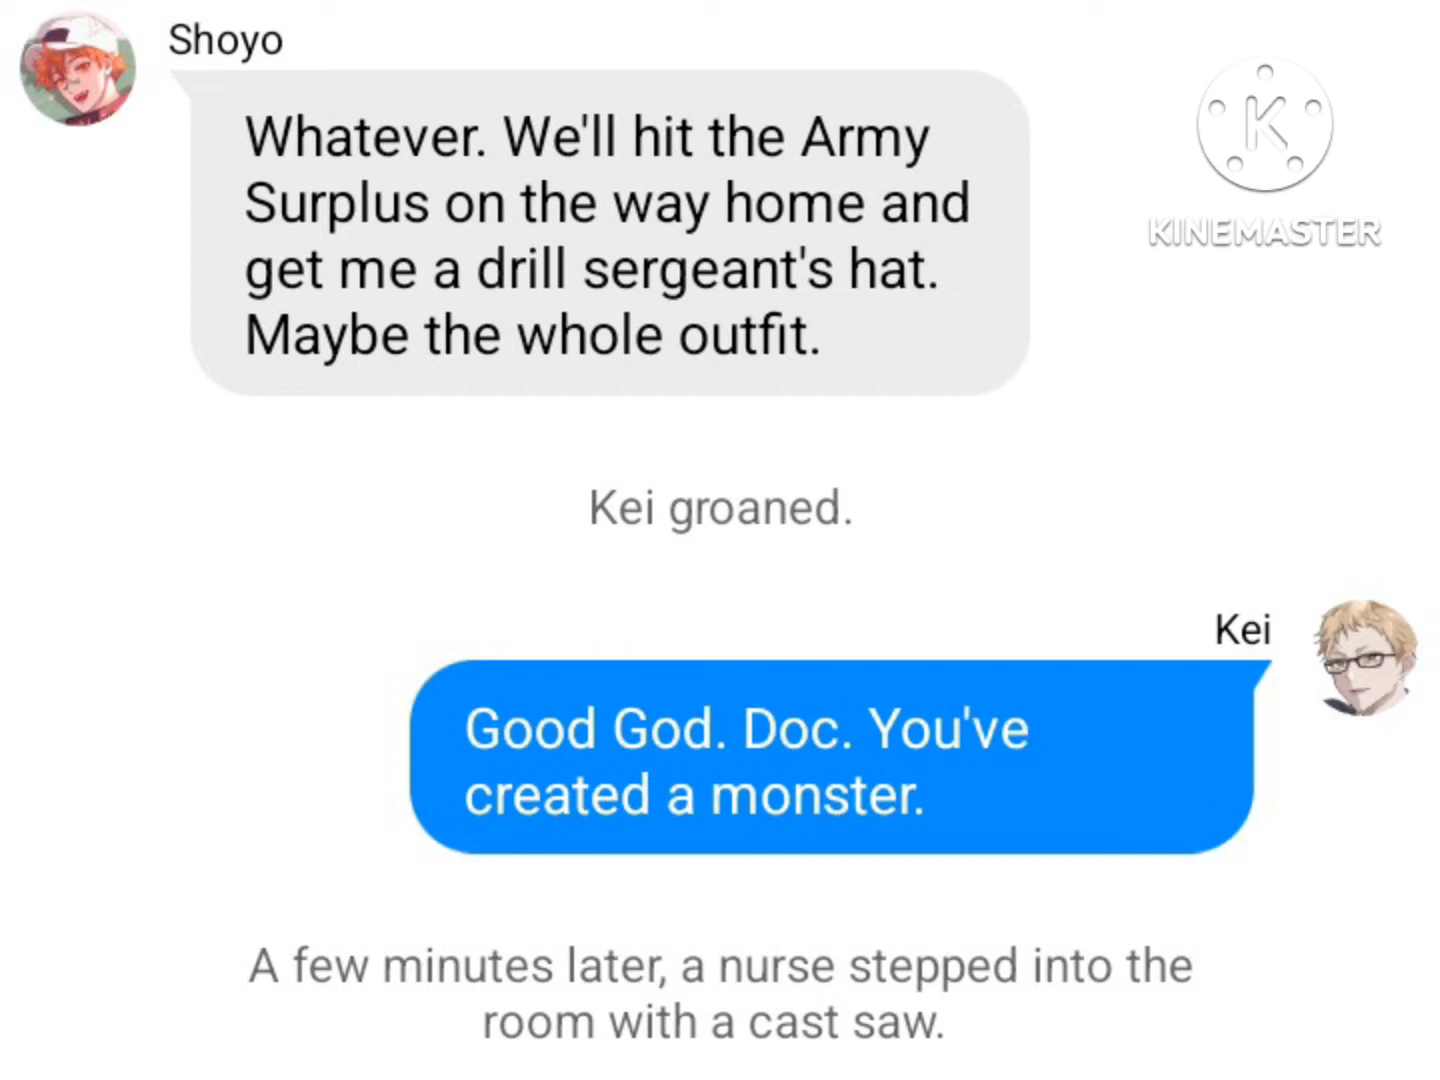 Shoyo
Whatever. We'll hit the Army
Surplus on the way home and
get me a drill sergeant's hat.
Maybe the whole outfit.
K
KINEMASTER
Kei groaned.
Kei
Good God. Doc. You've
created a monster.
A few minutes later, a nurse stepped into the
room with a cast saw.